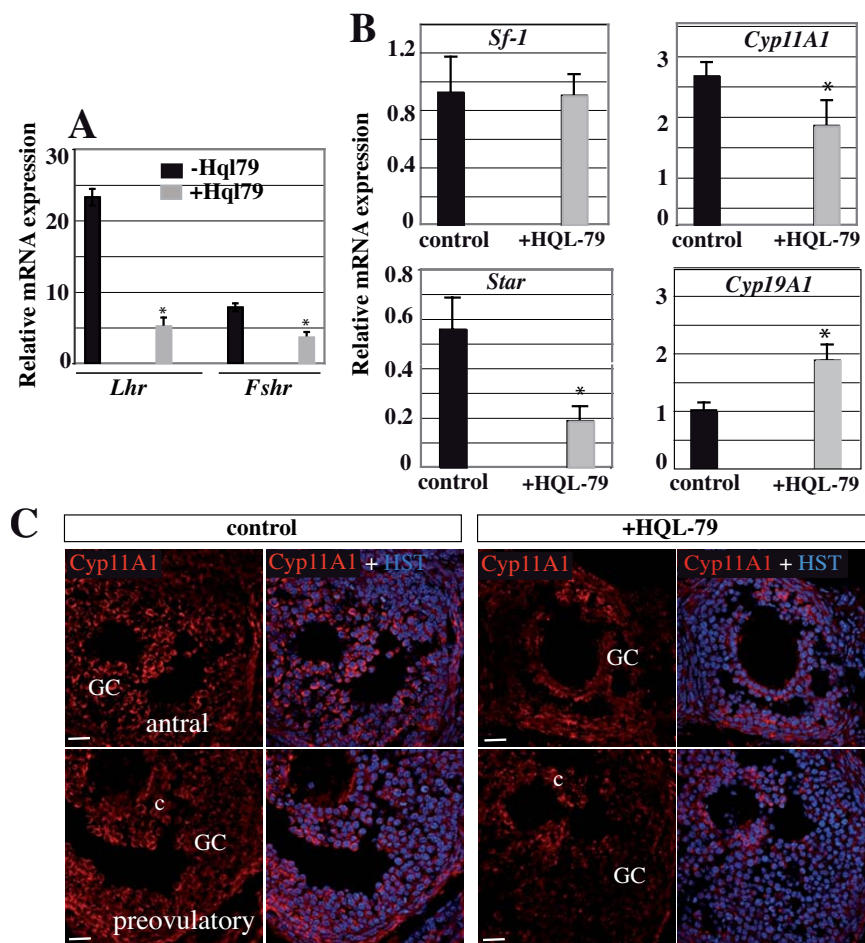 A
Relative mRNA expression
30
20
10
0
-Hql79
+Hql79
*
*
Lhr
Fshr
B
Relative mRNA expression
Sf-1
1.2
0.8
0.4
0
control
+HQL-79
Cyp11A1
3
2
1
0
*
control
+HQL-79
Star
0.8
0.6
0.4
0.2
0
*
control
+HQL-79
Cyp19A1
3
2
1
0
*
control
+HQL-79
C
control
+HQL-79
Cyp11A1
Cyp11A1 + HST
Cyp11A1
Cyp11A1 + HST
GC
antral
GC
c
GC
preovulatory
c
GC